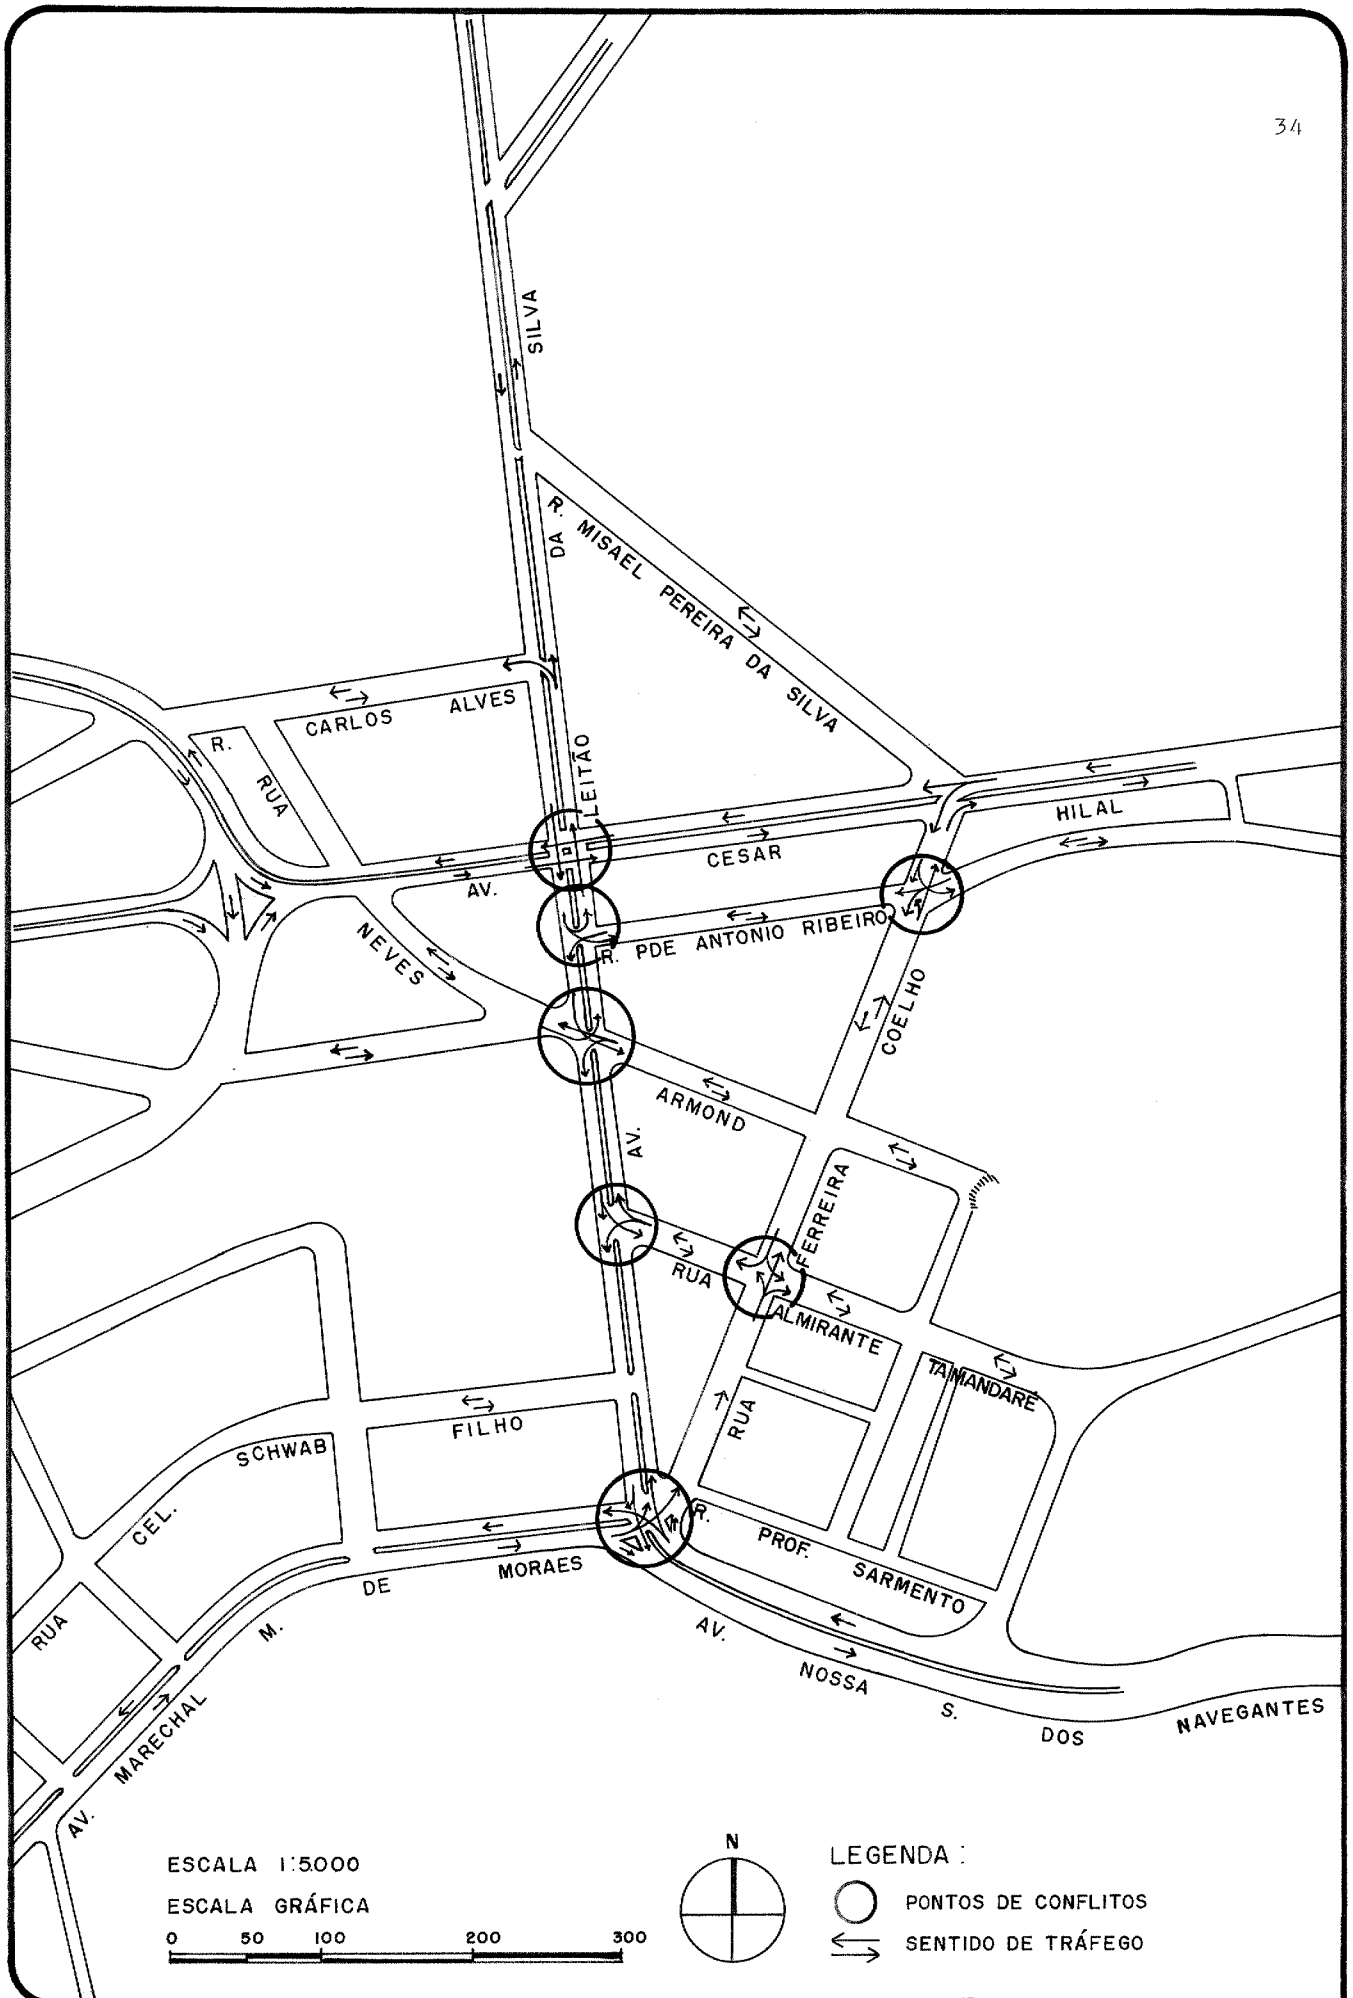 34
SILVA
DA
R. MISAEL PEREIRA DA SILVA
LEITÃO
CARLOS ALVES
R.
RUA
HILAL
CESAR
AV.
NEVES
R. PDE ANTONIO RIBEIRO
COELHO
ARMOND
AV.
FERREIRA
RUA
ALMIRANTE
TAMANDARÉ
RUA
FILHO
SCHWAB
CEL.
RUA
R.
PROF.
SARMENTO
MORAES
DE
M.
MARECHAL
AV.
AV.
NOSSA
S.
DOS
NAVEGANTES
ESCALA 1:5000
ESCALA GRÁFICA
0 50 100 200 300
N
LEGENDA :
PONTOS DE CONFLITOS
SENTIDO DE TRÁFEGO